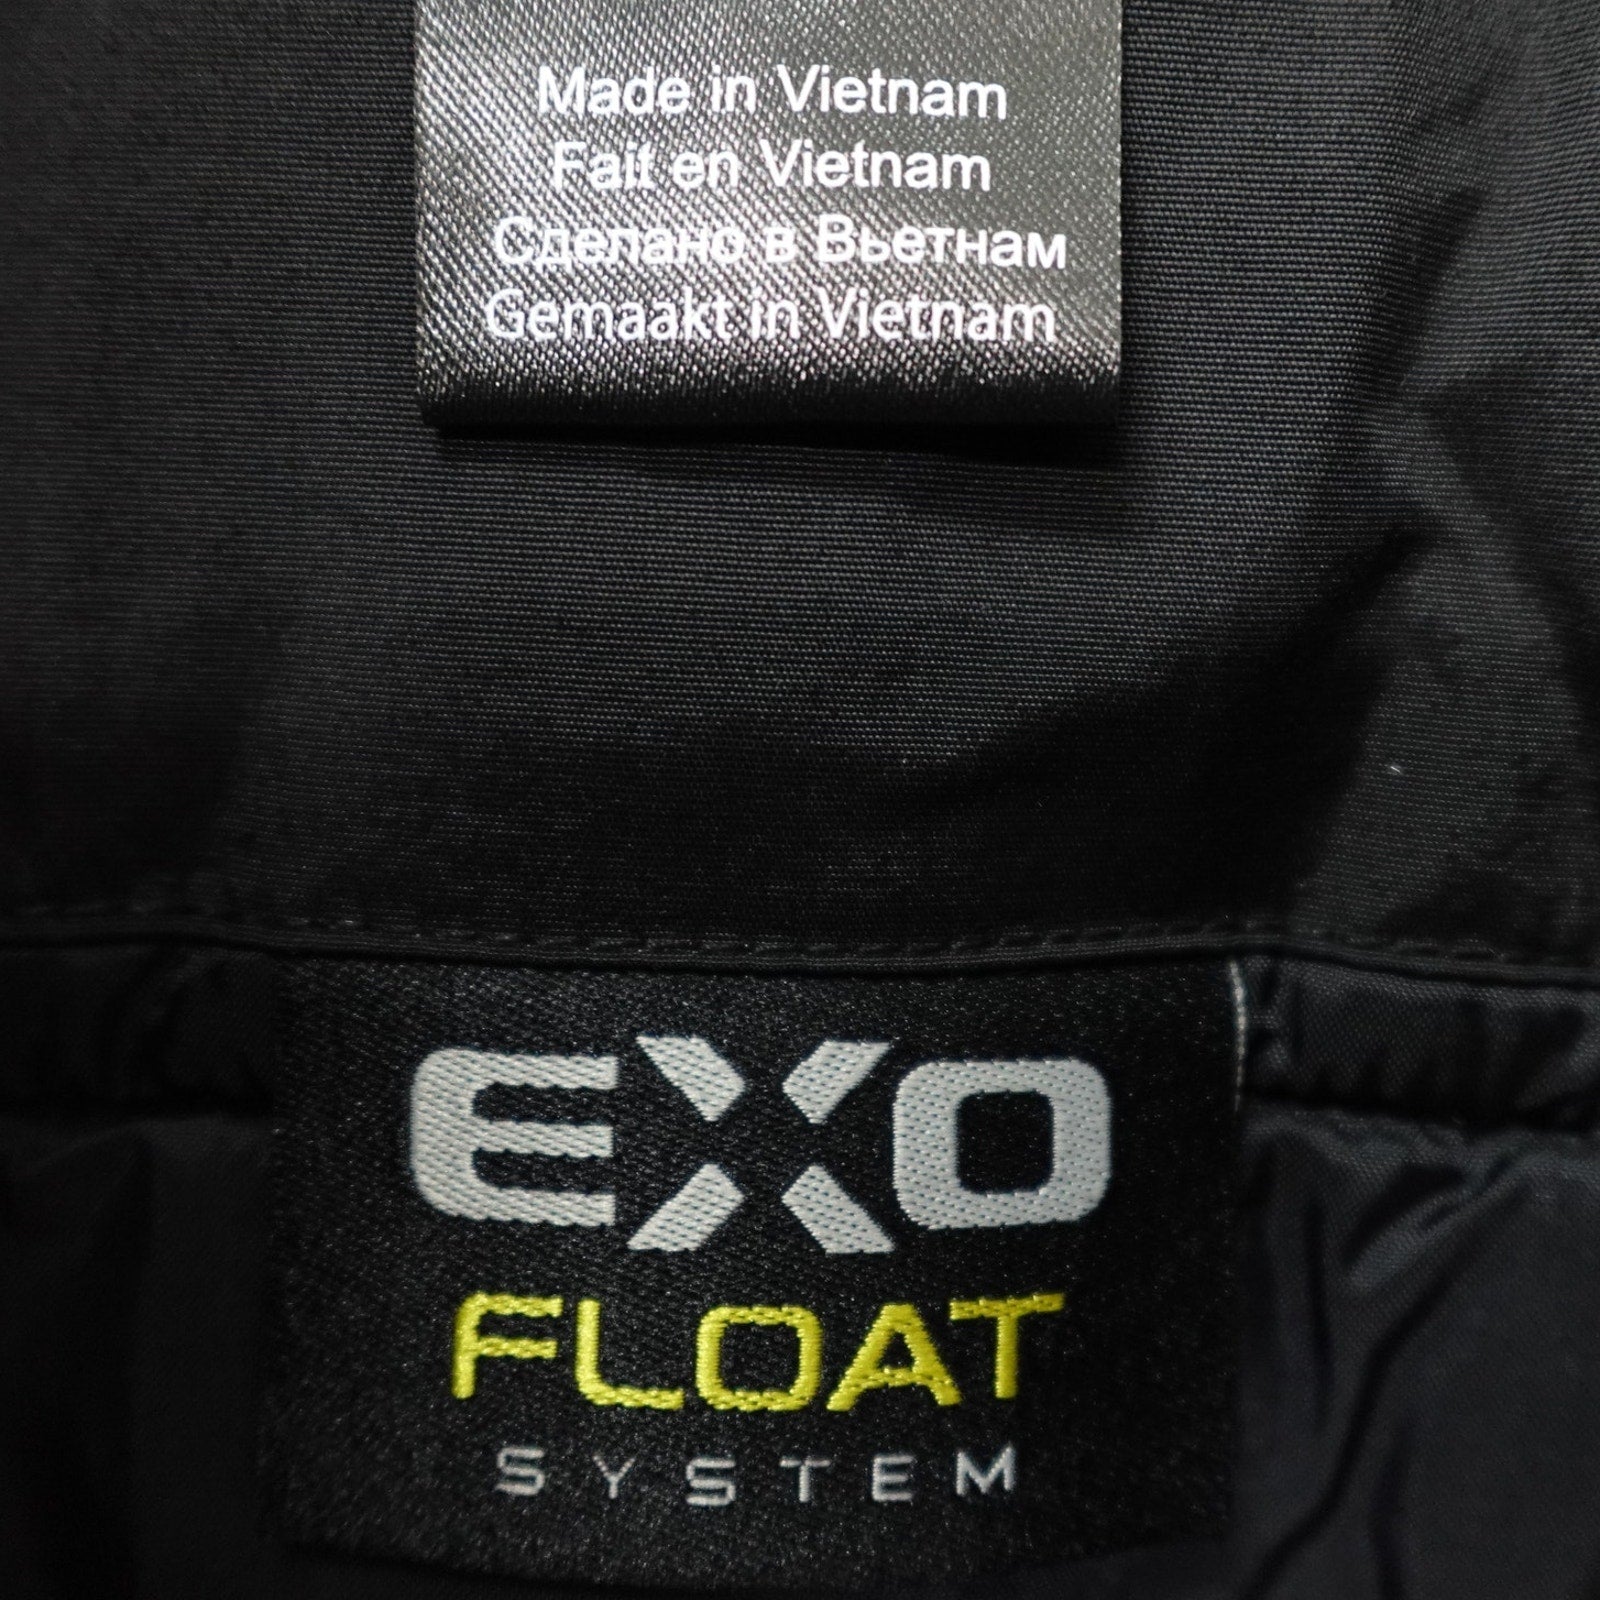 Made in Vietnam
Fait en Vietnam
Сделано в Вьетнам
Gemaakt in Vietnam
EXO
FLOAT
SYSTEM